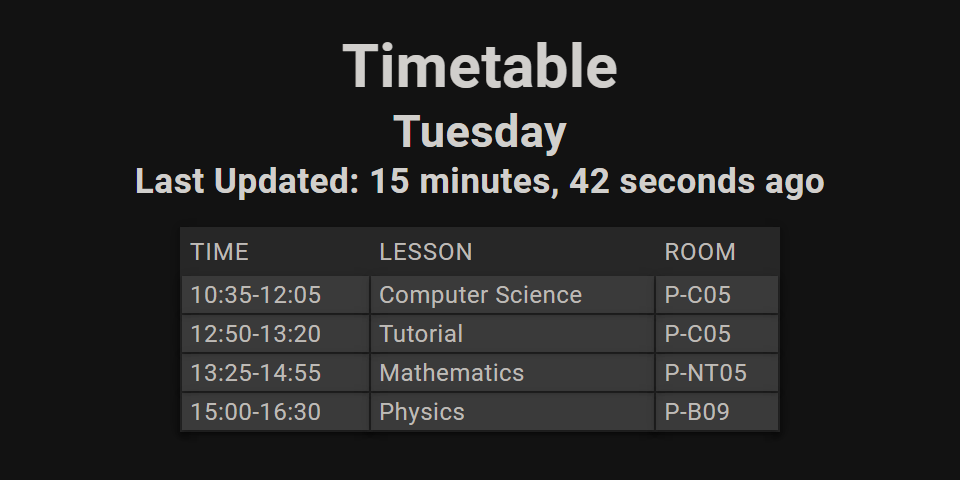 Timetable
Tuesday
Last Updated: 15 minutes, 42 seconds ago
TIME LESSON ROOM
10:35-12:05 Computer Science P-C05
12:50-13:20 Tutorial P-C05
13:25-14:55 Mathematics P-NT05
15:00-16:30 Physics P-B09